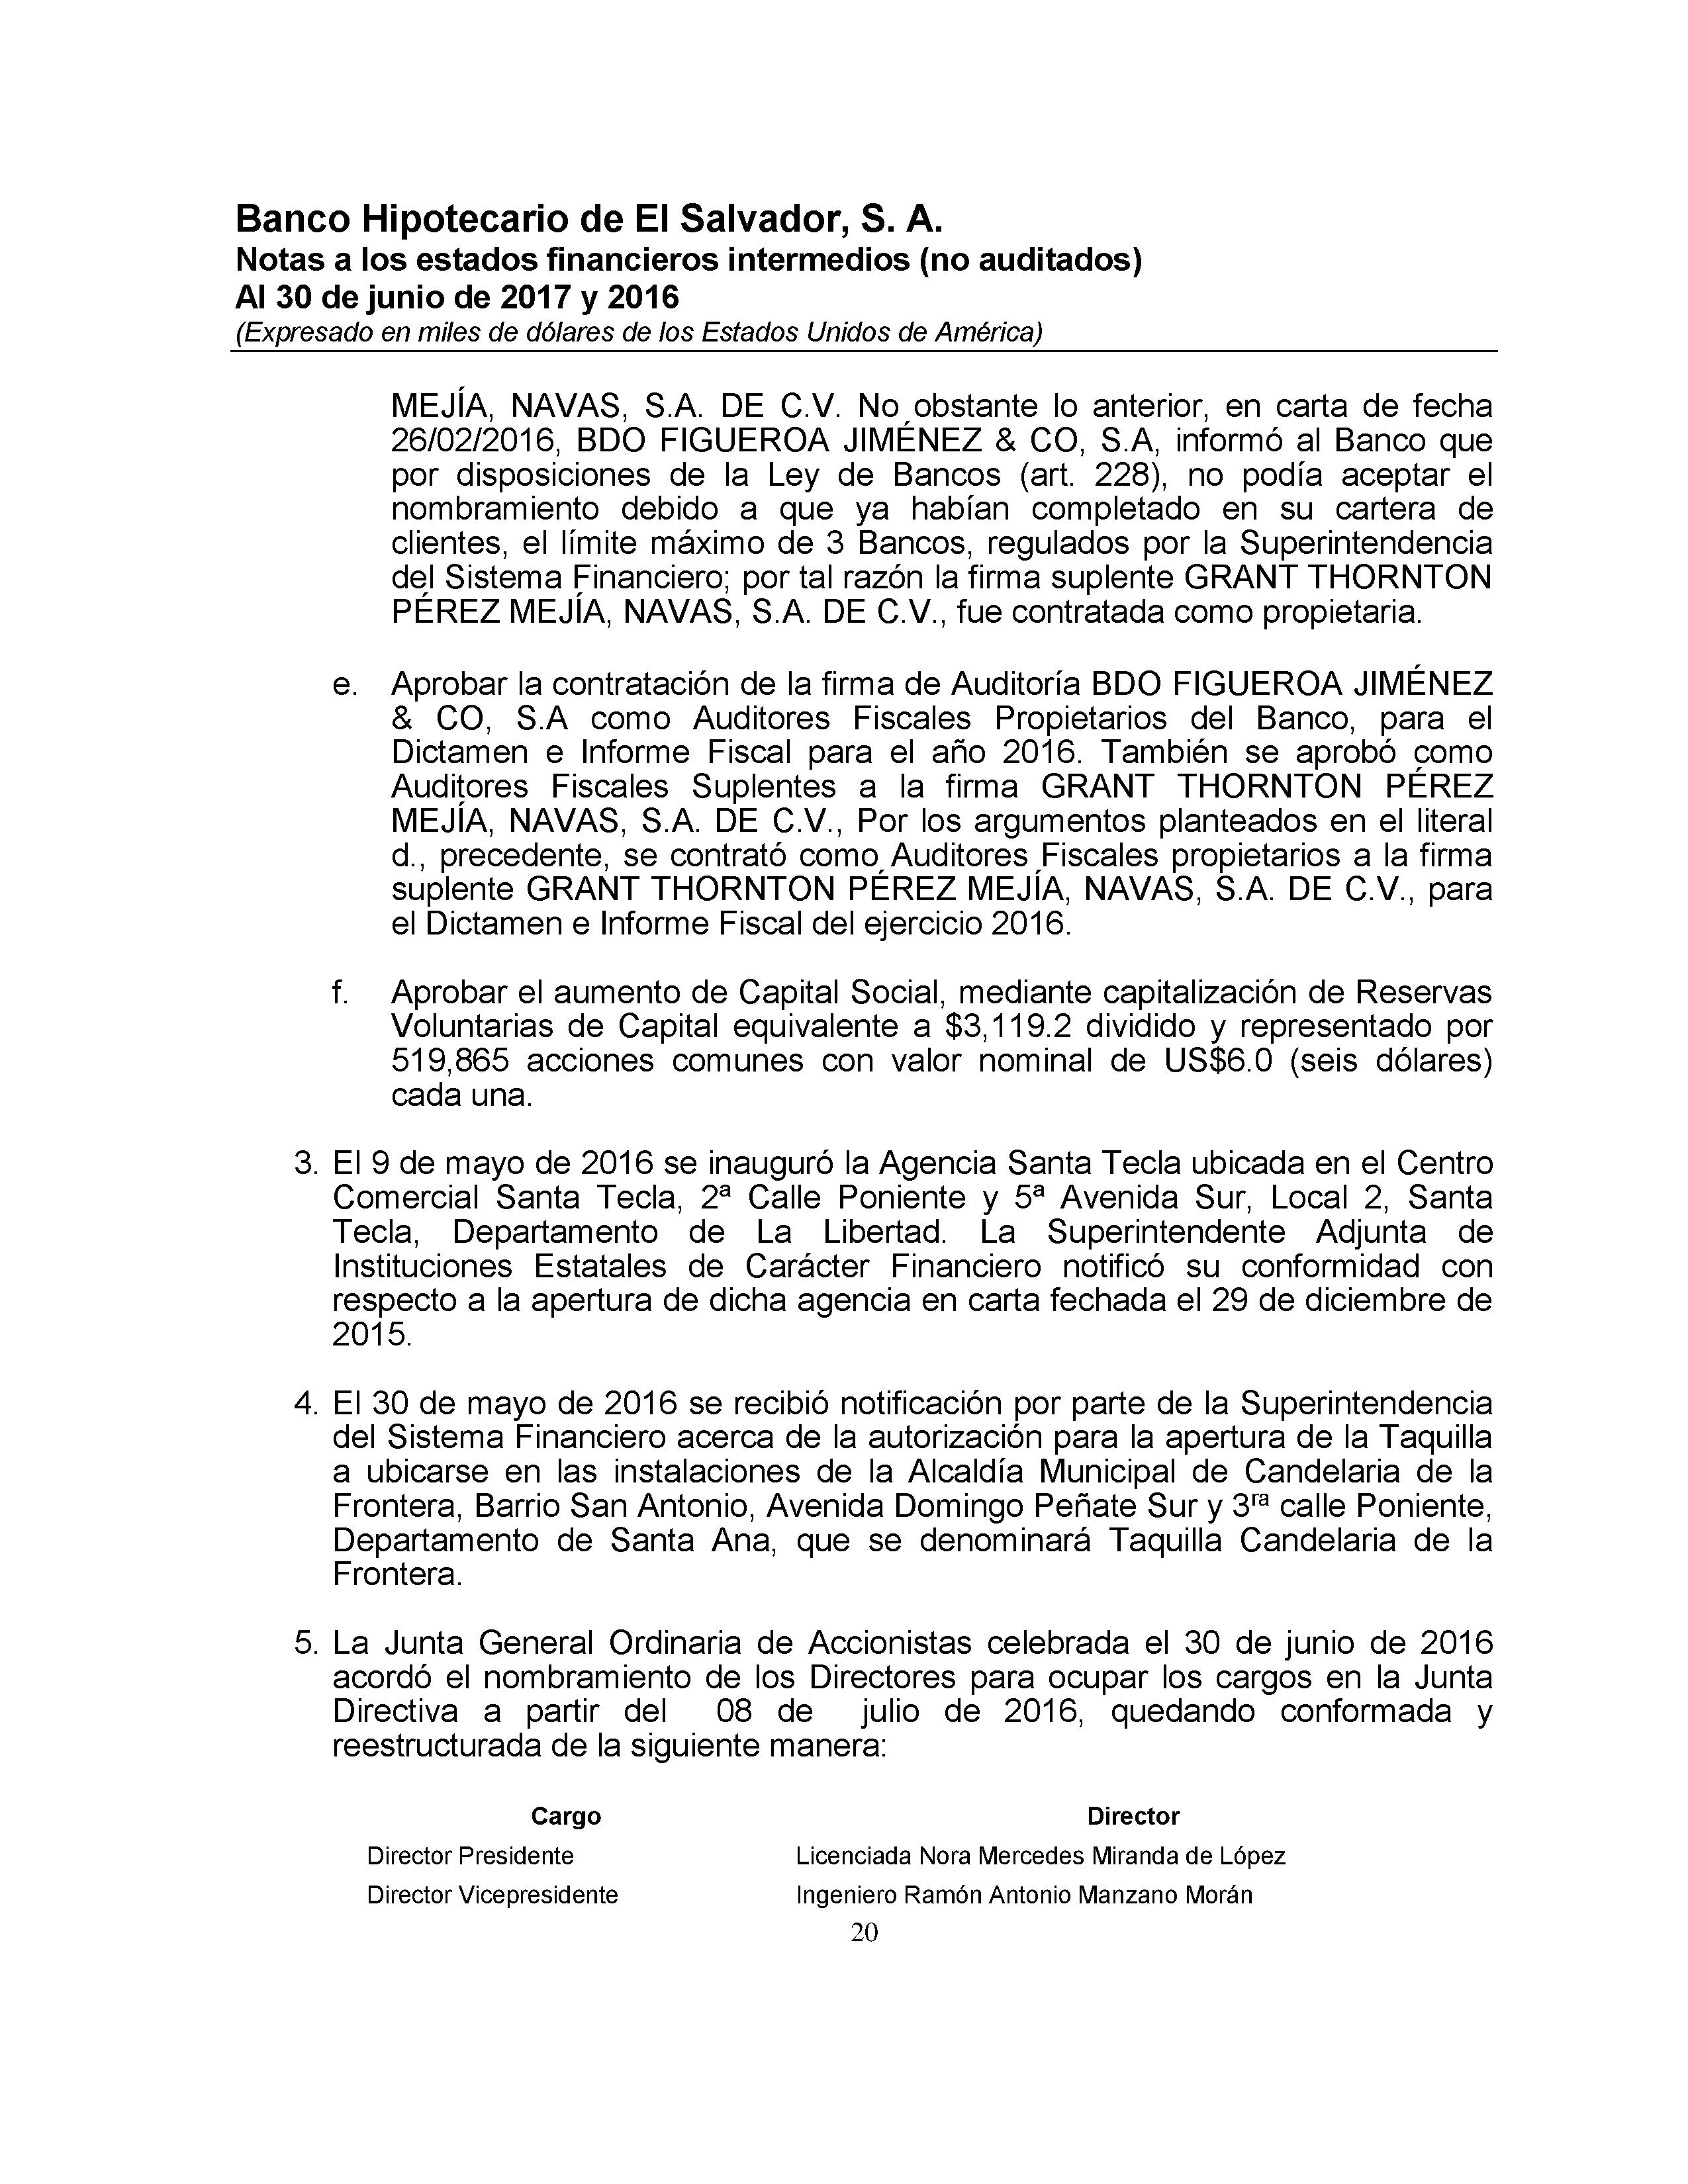 Banco Hipotecario de El Salvador, S. A.
Notas a los estados financieros intermedios (no auditados)
Al 30 de junio de 2017 y 2016
(Expresado en miles de dólares de los Estados Unidos de América)
MEJÍA, NAVAS, S.A. DE C.V. No obstante lo anterior, en carta de fecha
26/02/2016, BDO FIGUEROA JIMÉNEZ & CO, S.A, informó al Banco que
por disposiciones de la Ley de Bancos (art. 228), no podía aceptar el
nombramiento debido a que ya habían completado en su cartera de
clientes, el límite máximo de 3 Bancos, regulados por la Superintendencia
del Sistema Financiero; por tal razón la firma suplente GRANT THORNTON
PÉREZ MEJÍA, NAVAS, S.A. DE C.V., fue contratada como propietaria.
e. Aprobar la contratación de la firma de Auditoría BDO FIGUEROA JIMÉNEZ
& CO, S.A como Auditores Fiscales Propietarios del Banco, para el
Dictamen e Informe Fiscal para el año 2016. También se aprobó como
Auditores Fiscales Suplentes a la firma GRANT THORNTON PÉREZ
MEJÍA, NAVAS, S.A. DE C.V., Por los argumentos planteados en el literal
d., precedente, se contrató como Auditores Fiscales propietarios a la firma
suplente GRANT THORNTON PÉREZ MEJÍA, NAVAS, S.A. DE C.V., para
el Dictamen e Informe Fiscal del ejercicio 2016.
f. Aprobar el aumento de Capital Social, mediante capitalización de Reservas
Voluntarias de Capital equivalente a $3,119.2 dividido y representado por
519,865 acciones comunes con valor nominal de US$6.0 (seis dólares)
cada una.
3. El 9 de mayo de 2016 se inauguró la Agencia Santa Tecla ubicada en el Centro
Comercial Santa Tecla, 2ª Calle Poniente y 5ª Avenida Sur, Local 2, Santa
Tecla, Departamento de La Libertad. La Superintendente Adjunta de
Instituciones Estatales de Carácter Financiero notificó su conformidad con
respecto a la apertura de dicha agencia en carta fechada el 29 de diciembre de
2015.
4. El 30 de mayo de 2016 se recibió notificación por parte de la Superintendencia
del Sistema Financiero acerca de la autorización para la apertura de la Taquilla
a ubicarse en las instalaciones de la Alcaldía Municipal de Candelaria de la
Frontera, Barrio San Antonio, Avenida Domingo Peñate Sur y 3ra calle Poniente,
Departamento de Santa Ana, que se denominará Taquilla Candelaria de la
Frontera.
5. La Junta General Ordinaria de Accionistas celebrada el 30 de junio de 2016
acordó el nombramiento de los Directores para ocupar los cargos en la Junta
Directiva a partir del 08 de julio de 2016, quedando conformada y
reestructurada de la siguiente manera:
Cargo Director
Director Presidente Licenciada Nora Mercedes Miranda de López
Director Vicepresidente Ingeniero Ramón Antonio Manzano Morán
20